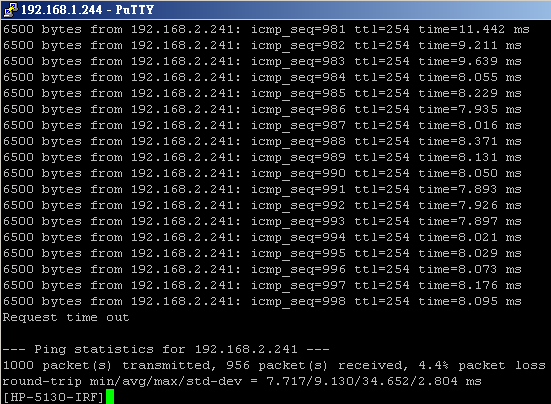 192.168.1.244 - PuTTY
6500 bytes from 192.168.2.241: icmp_seq=981 ttl=254 time=11.442 ms
6500 bytes from 192.168.2.241: icmp_seq=982 ttl=254 time=9.211 ms
6500 bytes from 192.168.2.241: icmp_seq=983 ttl=254 time=9.639 ms
6500 bytes from 192.168.2.241: icmp_seq=984 ttl=254 time=8.055 ms
6500 bytes from 192.168.2.241: icmp_seq=985 ttl=254 time=8.229 ms
6500 bytes from 192.168.2.241: icmp_seq=986 ttl=254 time=7.935 ms
6500 bytes from 192.168.2.241: icmp_seq=987 ttl=254 time=8.016 ms
6500 bytes from 192.168.2.241: icmp_seq=988 ttl=254 time=8.371 ms
6500 bytes from 192.168.2.241: icmp_seq=989 ttl=254 time=8.131 ms
6500 bytes from 192.168.2.241: icmp_seq=990 ttl=254 time=8.050 ms
6500 bytes from 192.168.2.241: icmp_seq=991 ttl=254 time=7.893 ms
6500 bytes from 192.168.2.241: icmp_seq=992 ttl=254 time=7.926 ms
6500 bytes from 192.168.2.241: icmp_seq=993 ttl=254 time=7.897 ms
6500 bytes from 192.168.2.241: icmp_seq=994 ttl=254 time=8.021 ms
6500 bytes from 192.168.2.241: icmp_seq=995 ttl=254 time=8.029 ms
6500 bytes from 192.168.2.241: icmp_seq=996 ttl=254 time=8.073 ms
6500 bytes from 192.168.2.241: icmp_seq=997 ttl=254 time=8.176 ms
6500 bytes from 192.168.2.241: icmp_seq=998 ttl=254 time=8.095 ms
Request time out
--- Ping statistics for 192.168.2.241 ---
1000 packet(s) transmitted, 956 packet(s) received, 4.4% packet loss
round-trip min/avg/max/std-dev = 7.717/9.130/34.652/2.804 ms
[HP-5130-IRF]